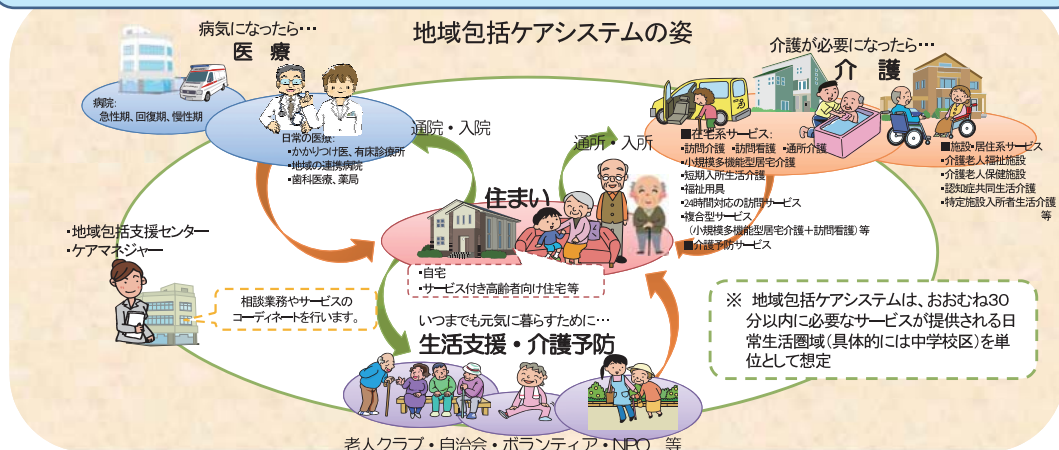 地域包括ケアシステムの姿
病気になったら…
医 療
病院:
急性期、回復期、慢性期
日常の医療:
・かかりつけ医、有床診療所
・地域の連携病院
・歯科医療、薬局
通院・入院
通所・入所
介護が必要になったら…
介 護
■在宅系サービス:
・訪問介護 ・訪問看護 ・通所介護
・小規模多機能型居宅介護
・短期入所生活介護
・福祉用具
・24時間対応の訪問サービス
・複合型サービス
(小規模多機能型居宅介護+訪問看護)等
■介護予防サービス
■施設・居住系サービス
・介護老人福祉施設
・介護老人保健施設
・認知症共同生活介護
・特定施設入所者生活介護
等
住まい
・自宅
・サービス付き高齢者向け住宅等
・地域包括支援センター
・ケアマネジャー
相談業務やサービスの
コーディネートを行います。
いつまでも元気に暮らすために…
生活支援・介護予防
老人クラブ・自治会・ボランティア・NPO 等
※ 地域包括ケアシステムは、おおむね30
分以内に必要なサービスが提供される日
常生活圏域(具体的には中学校区)を単
位として想定